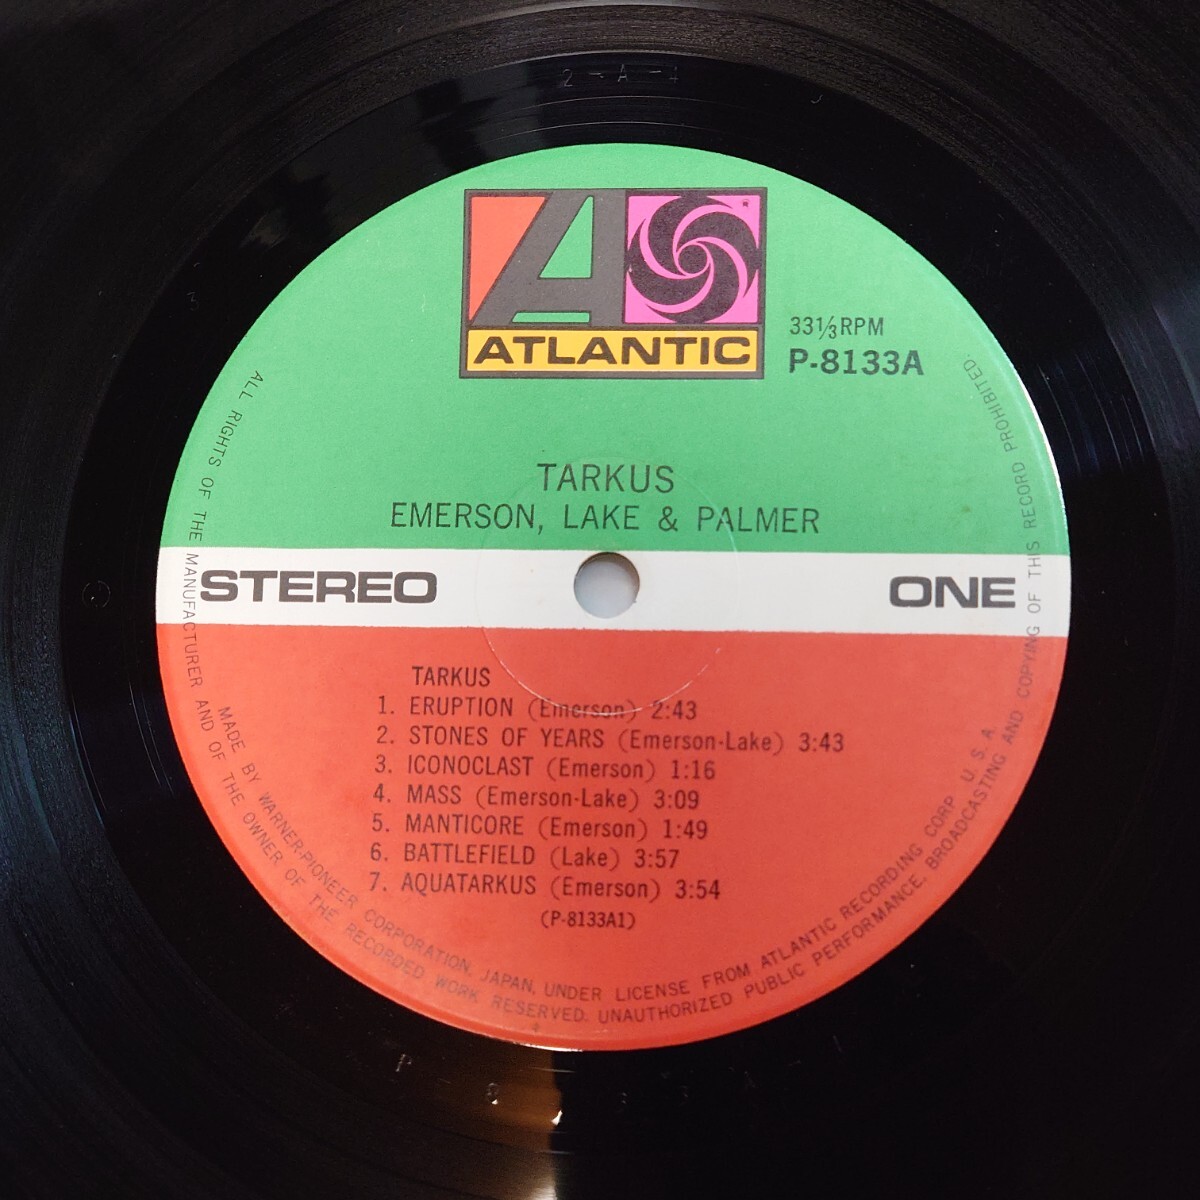 2-A-
ATLANTIC
33⅓RPM
P-8133A
TARKUS
EMERSON, LAKE & PALMER
STEREO
ONE
TARKUS
1. ERUPTION (Emerson) 2:43
2. STONES OF YEARS (Emerson-Lake) 3:43
3. ICONOCLAST (Emerson) 1:16
4. MASS (Emerson-Lake) 3:09
5. MANTICORE (Emerson) 1:49
6. BATTLEFIELD (Lake) 3:57
7. AQUATARKUS (Emerson) 3:54
(P-8133A1)
MADE BY WARNER-PIONEER CORPORATION, JAPAN, UNDER LICENSE FROM ATLANTIC RECORDING CORP. U. S. A.
ALL RIGHTS OF THE MANUFACTURER AND OF THE OWNER OF THE RECORDED WORK RESERVED. UNAUTHORIZED PUBLIC PERFORMANCE, BROADCASTING AND COPYING OF THIS RECORD PROHIBITED.